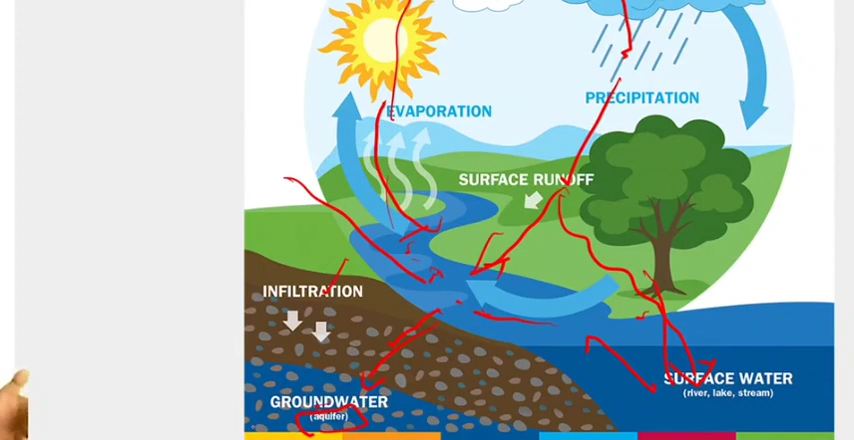 EVAPORATION
PRECIPITATION
SURFACE RUNOFF
INFILTRATION
SURFACE WATER
(river, lake, stream)
GROUNDWATER
(aquifer)